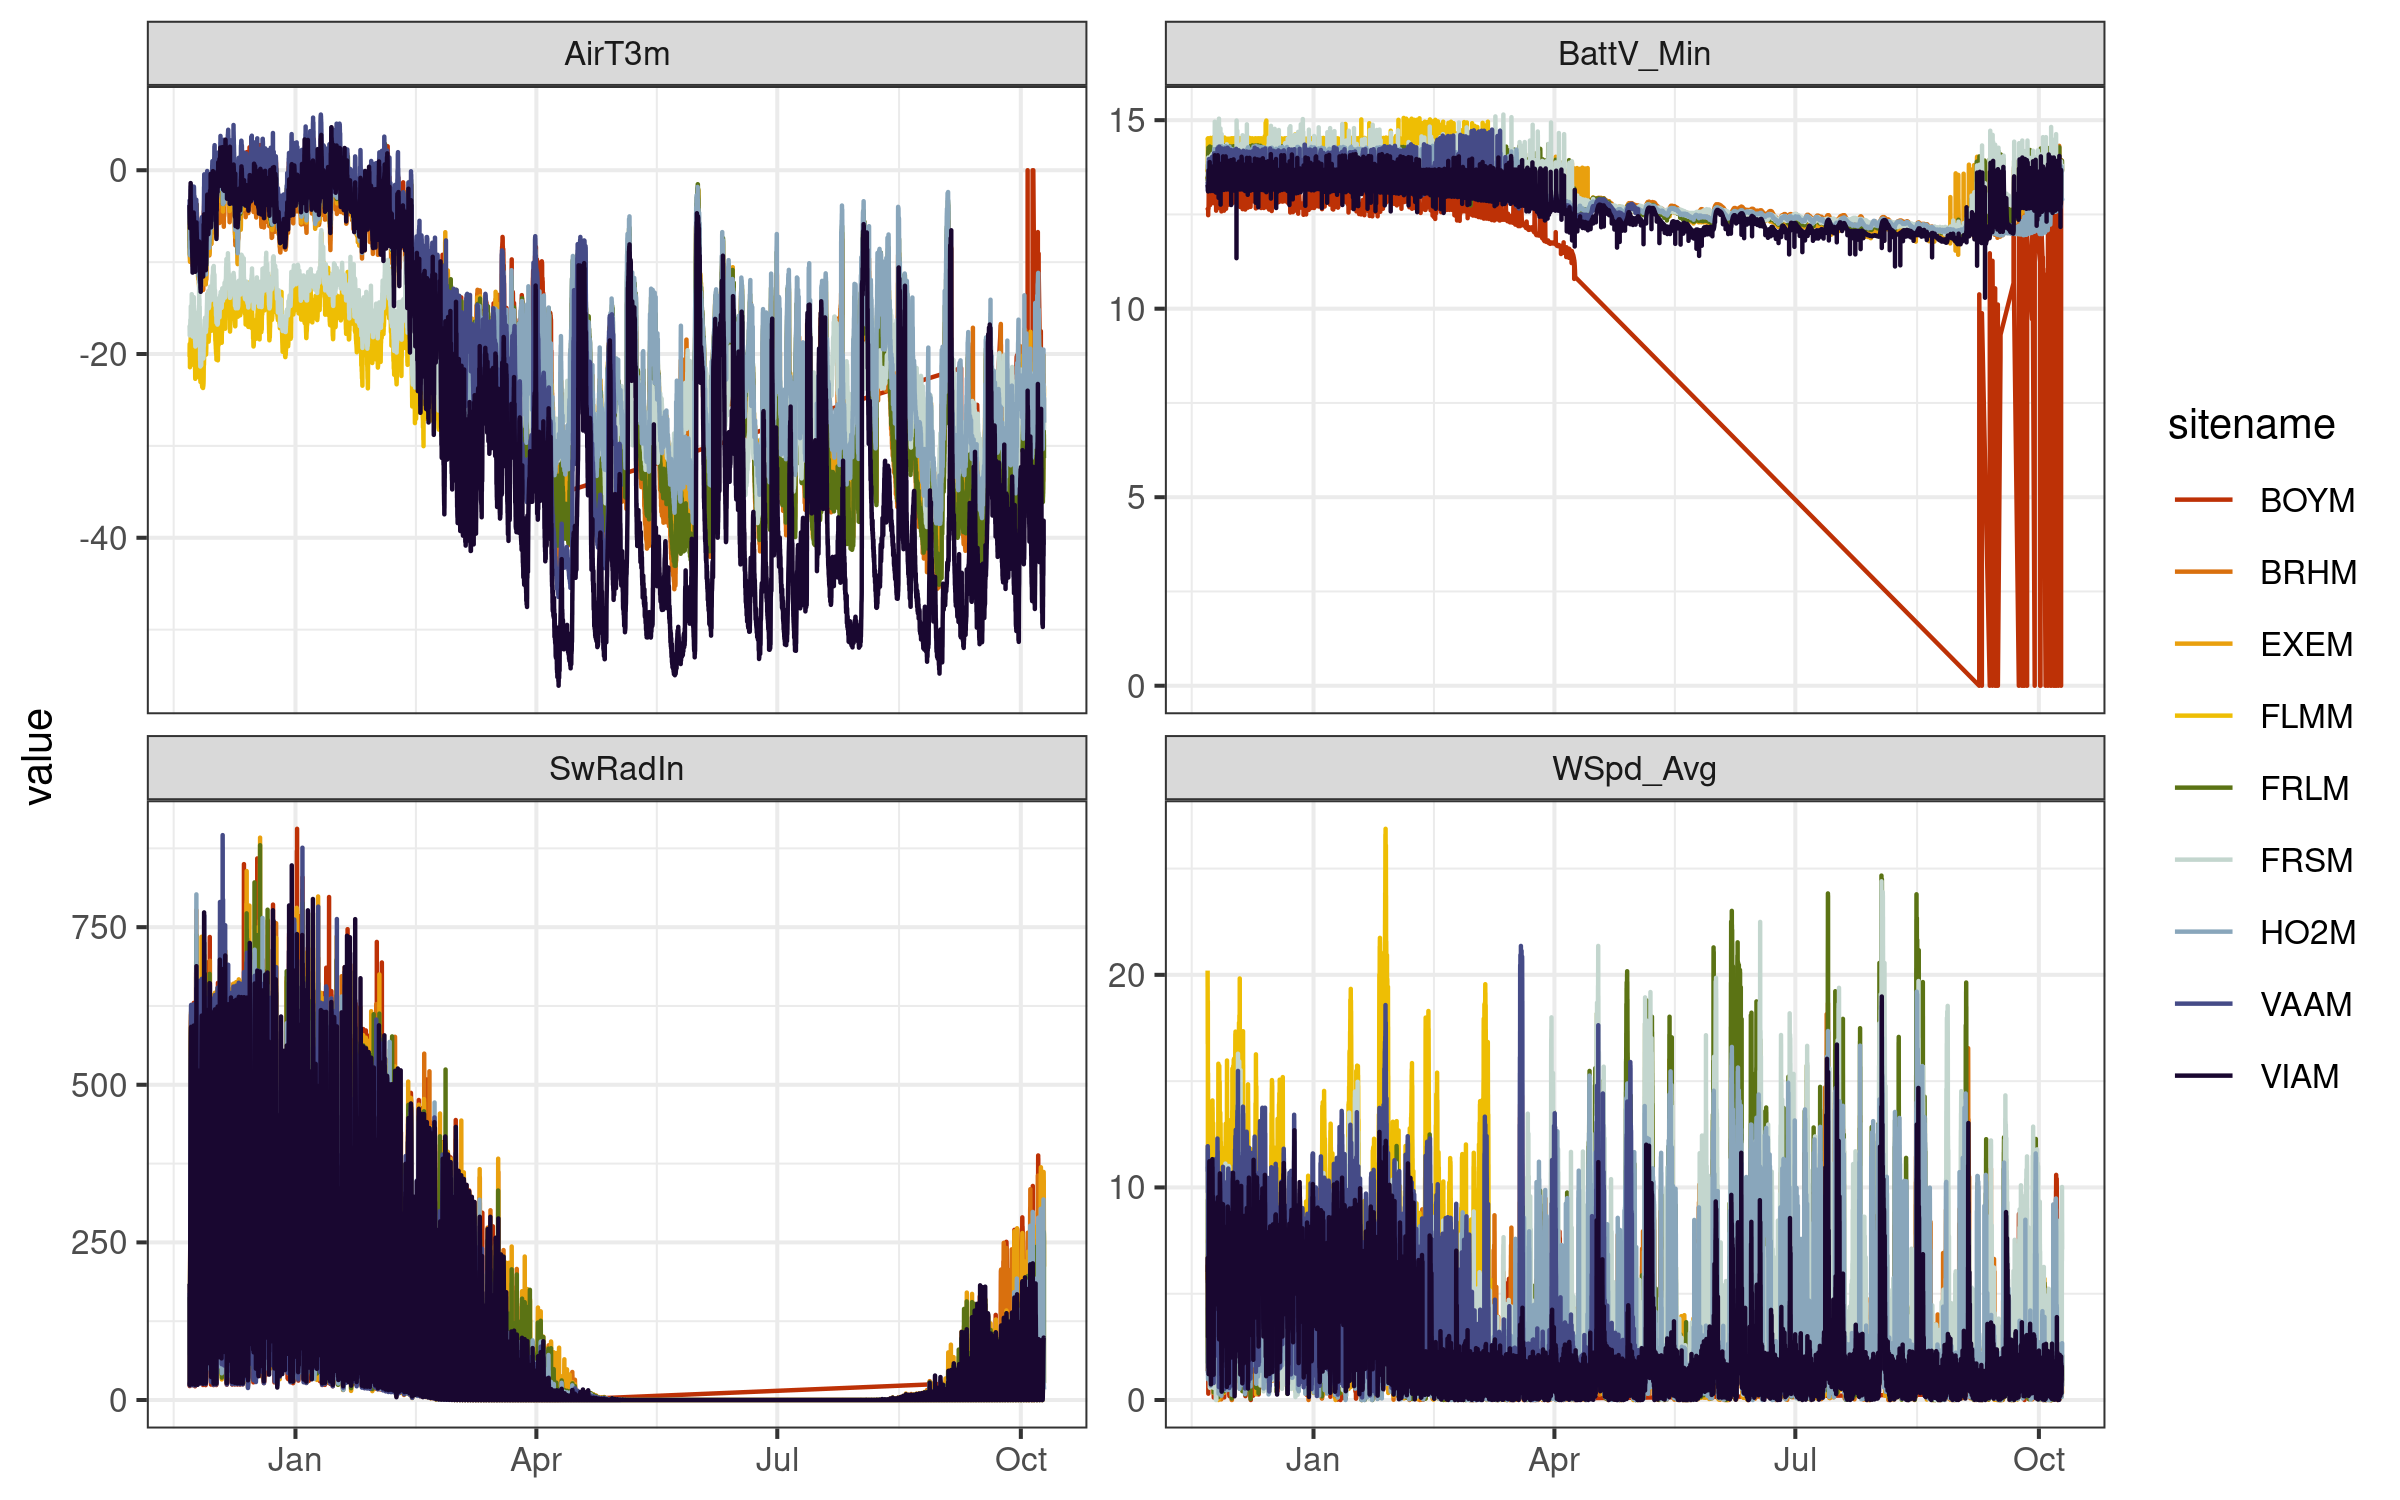 AirT3m
BattV_Min
0
-20
-40
15
10
5
0
value
SwRadIn
WSpd_Avg
750
500
250
0
20
10
0
Jan Apr Jul Oct
Jan Apr Jul Oct
sitename
BOYM
BRHM
EXEM
FLMM
FRLM
FRSM
HO2M
VAAM
VIAM